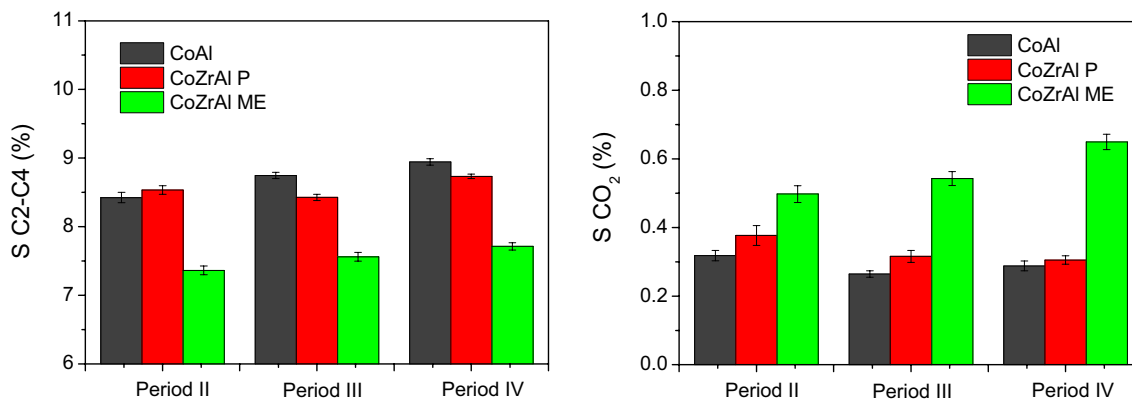 11
10
9
8
7
6
S C2-C4 (%)
CoAl
CoZrAl P
CoZrAl ME
Period II
Period III
Period IV
1.0
0.8
0.6
0.4
0.2
0.0
S CO₂ (%)
CoAl
CoZrAl P
CoZrAl ME
Period II
Period III
Period IV